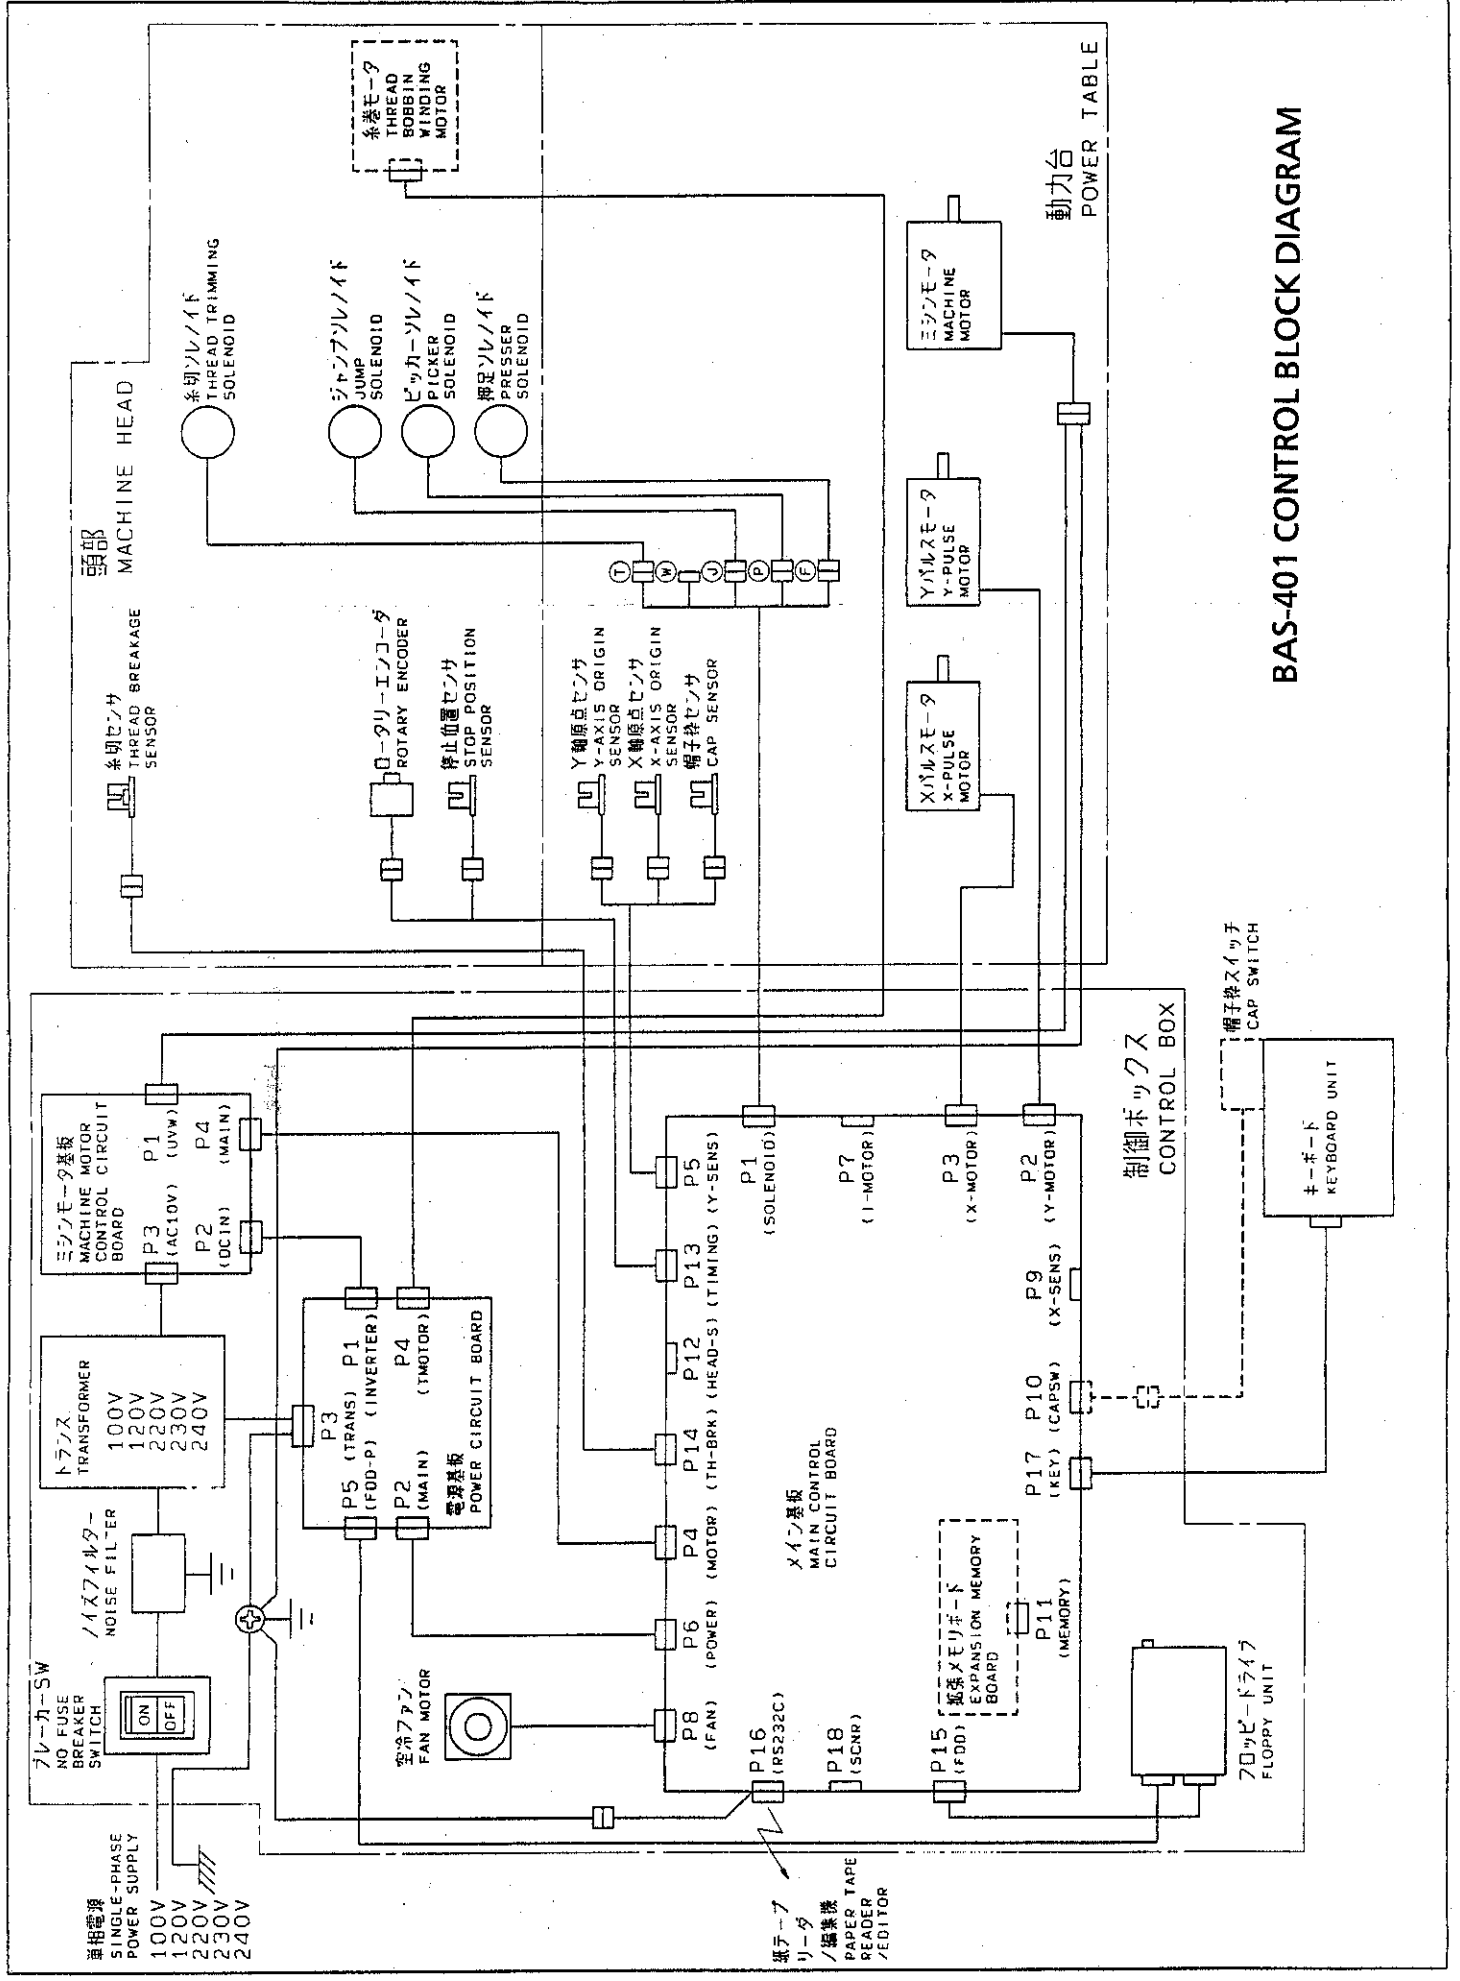 単相電源
SINGLE-PHASE
POWER SUPPLY
100V
120V
220V
230V
240V
ブレーカーSW
NO FUSE
BREAKER
SWITCH
ON
OFF
ノイズフィルター
NOISE FILTER
トランス
TRANSFORMER
100V
120V
220V
230V
240V
ミシンモータ基板
MACHINE MOTOR
CONTROL CIRCUIT
BOARD
P3
(AC10V)
P1
(UVW)
P2
(DCIN)
P4
(MAIN)
P3
(TRANS)
P5
(FDD-P)
P1
(INVERTER)
P2
(MAIN)
P4
(TMOTOR)
電源基板
POWER CIRCUIT BOARD
空冷ファン
FAN MOTOR
P8
(FAN)
P6
(POWER)
P4
(MOTOR)
P14
(TH-BRK)
P12
(HEAD-S)
P13
(TIMING)
P5
(Y-SENS)
P16
(RS232C)
P18
(SCNR)
P15
(FDD)
P1
(SOLENOID)
P7
(I-MOTOR)
P3
(X-MOTOR)
P2
(Y-MOTOR)
メイン基板
MAIN CONTROL
CIRCUIT BOARD
拡張メモリボード
EXPANSION MEMORY
BOARD
P11
(MEMORY)
P17
(KEY)
P10
(CAPSW)
P9
(X-SENS)
紙テープ
リーダ
/編集機
PAPER TAPE
READER
/EDITOR
フロッピードライブ
FLOPPY UNIT
制御ボックス
CONTROL BOX
キーボード
KEYBOARD UNIT
帽子枠スイッチ
CAP SWITCH
頭部
MACHINE HEAD
糸切センサ
THREAD BREAKAGE
SENSOR
ロータリーエンコーダ
ROTARY ENCODER
停止位置センサ
STOP POSITION
SENSOR
Y軸原点センサ
Y-AXIS ORIGIN
SENSOR
X軸原点センサ
X-AXIS ORIGIN
SENSOR
帽子枠センサ
CAP SENSOR
糸切ソレノイド
THREAD TRIMMING
SOLENOID
ジャンプソレノイド
JUMP
SOLENOID
ピッカーソレノイド
PICKER
SOLENOID
押足ソレノイド
PRESSER
SOLENOID
T
W
J
P
F
糸巻モータ
THREAD
BOBBIN
WINDING
MOTOR
Xパルスモータ
X-PULSE
MOTOR
Yパルスモータ
Y-PULSE
MOTOR
ミシンモータ
MACHINE
MOTOR
動力台
POWER TABLE
BAS-401 CONTROL BLOCK DIAGRAM